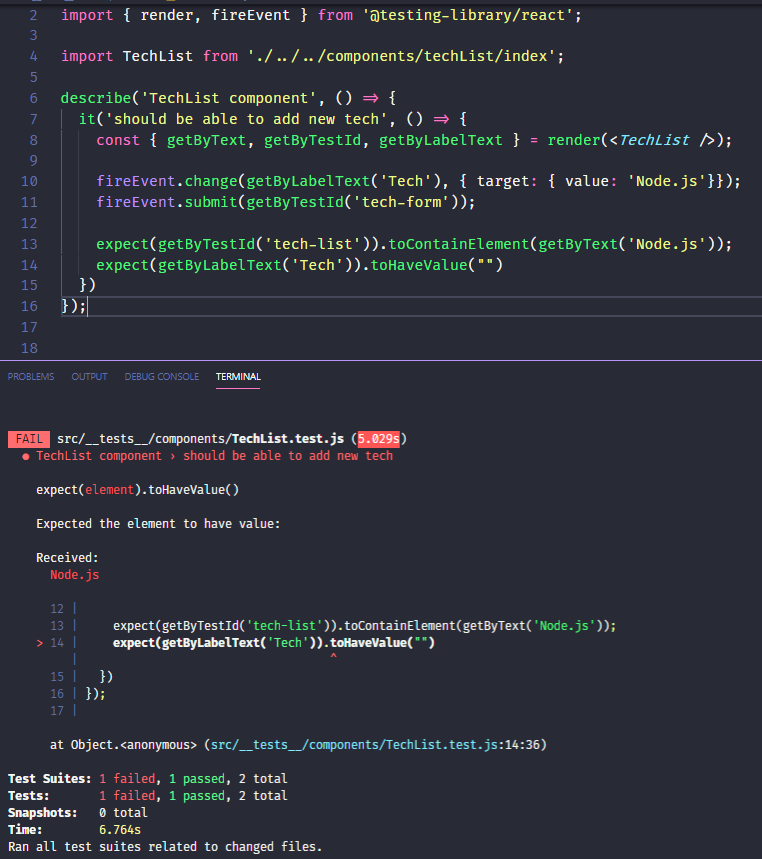 2 import { render, fireEvent } from '@testing-library/react';
3
4 import TechList from './../../components/techList/index';
5
6 describe('TechList component', () => {
7 it('should be able to add new tech', () => {
8 const { getByText, getByTestId, getByLabelText } = render(<TechList />);
9
10 fireEvent.change(getByLabelText('Tech'), { target: { value: 'Node.js'}});
11 fireEvent.submit(getByTestId('tech-form'));
12
13 expect(getByTestId('tech-list')).toContainElement(getByText('Node.js'));
14 expect(getByLabelText('Tech')).toHaveValue("")
15 })
16 });
17
18
PROBLEMS OUTPUT DEBUG CONSOLE TERMINAL
FAIL src/__tests__/components/TechList.test.js (5.029s)
● TechList component › should be able to add new tech
expect(element).toHaveValue()
Expected the element to have value:
Received:
Node.js
12 |
13 | expect(getByTestId('tech-list')).toContainElement(getByText('Node.js'));
> 14 | expect(getByLabelText('Tech')).toHaveValue("")
| ^
15 | })
16 | });
17 |
at Object.<anonymous> (src/__tests__/components/TechList.test.js:14:36)
Test Suites: 1 failed, 1 passed, 2 total
Tests: 1 failed, 1 passed, 2 total
Snapshots: 0 total
Time: 6.764s
Ran all test suites related to changed files.